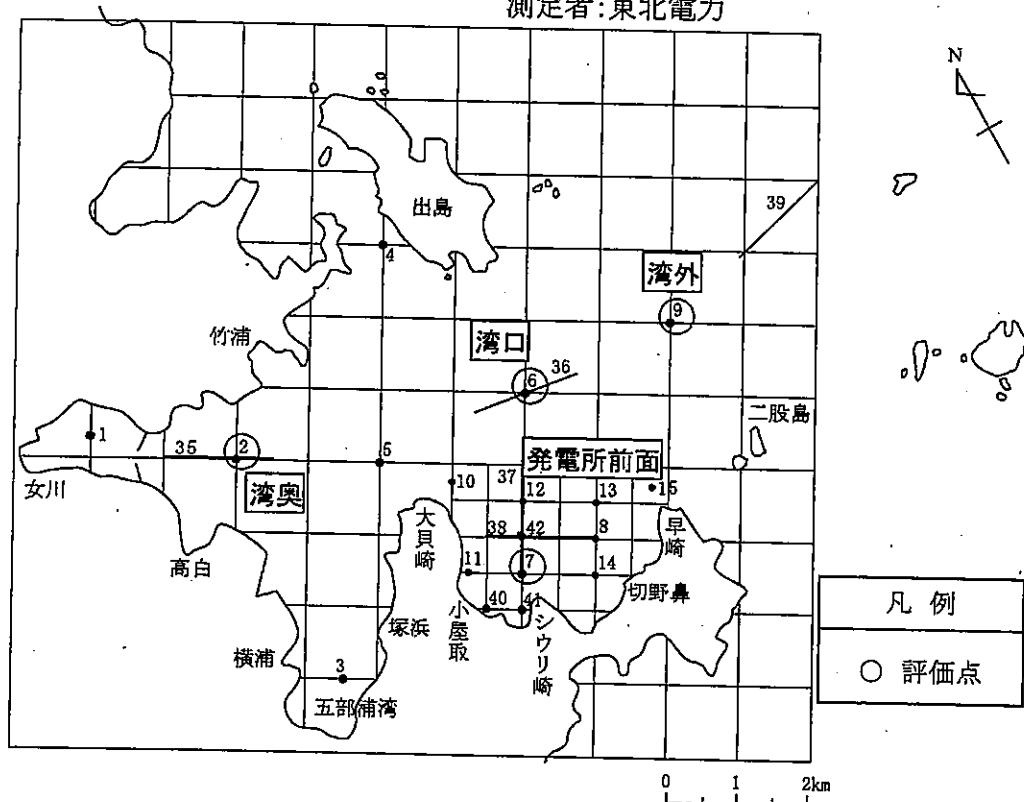 測定者:東北電力
N
出島
39
4
湾外
9
竹浦
湾口
6
36
二股島
1
35
2
5
発電所前面
女川
湾奥
10
37
12
13
15
大貝崎
38
42
8
早崎
高白
11
7
14
切野鼻
凡例
40
41
小屋取
塚浜
シウリ崎
横浦
3
五部浦湾
○ 評価点
0 1 2km